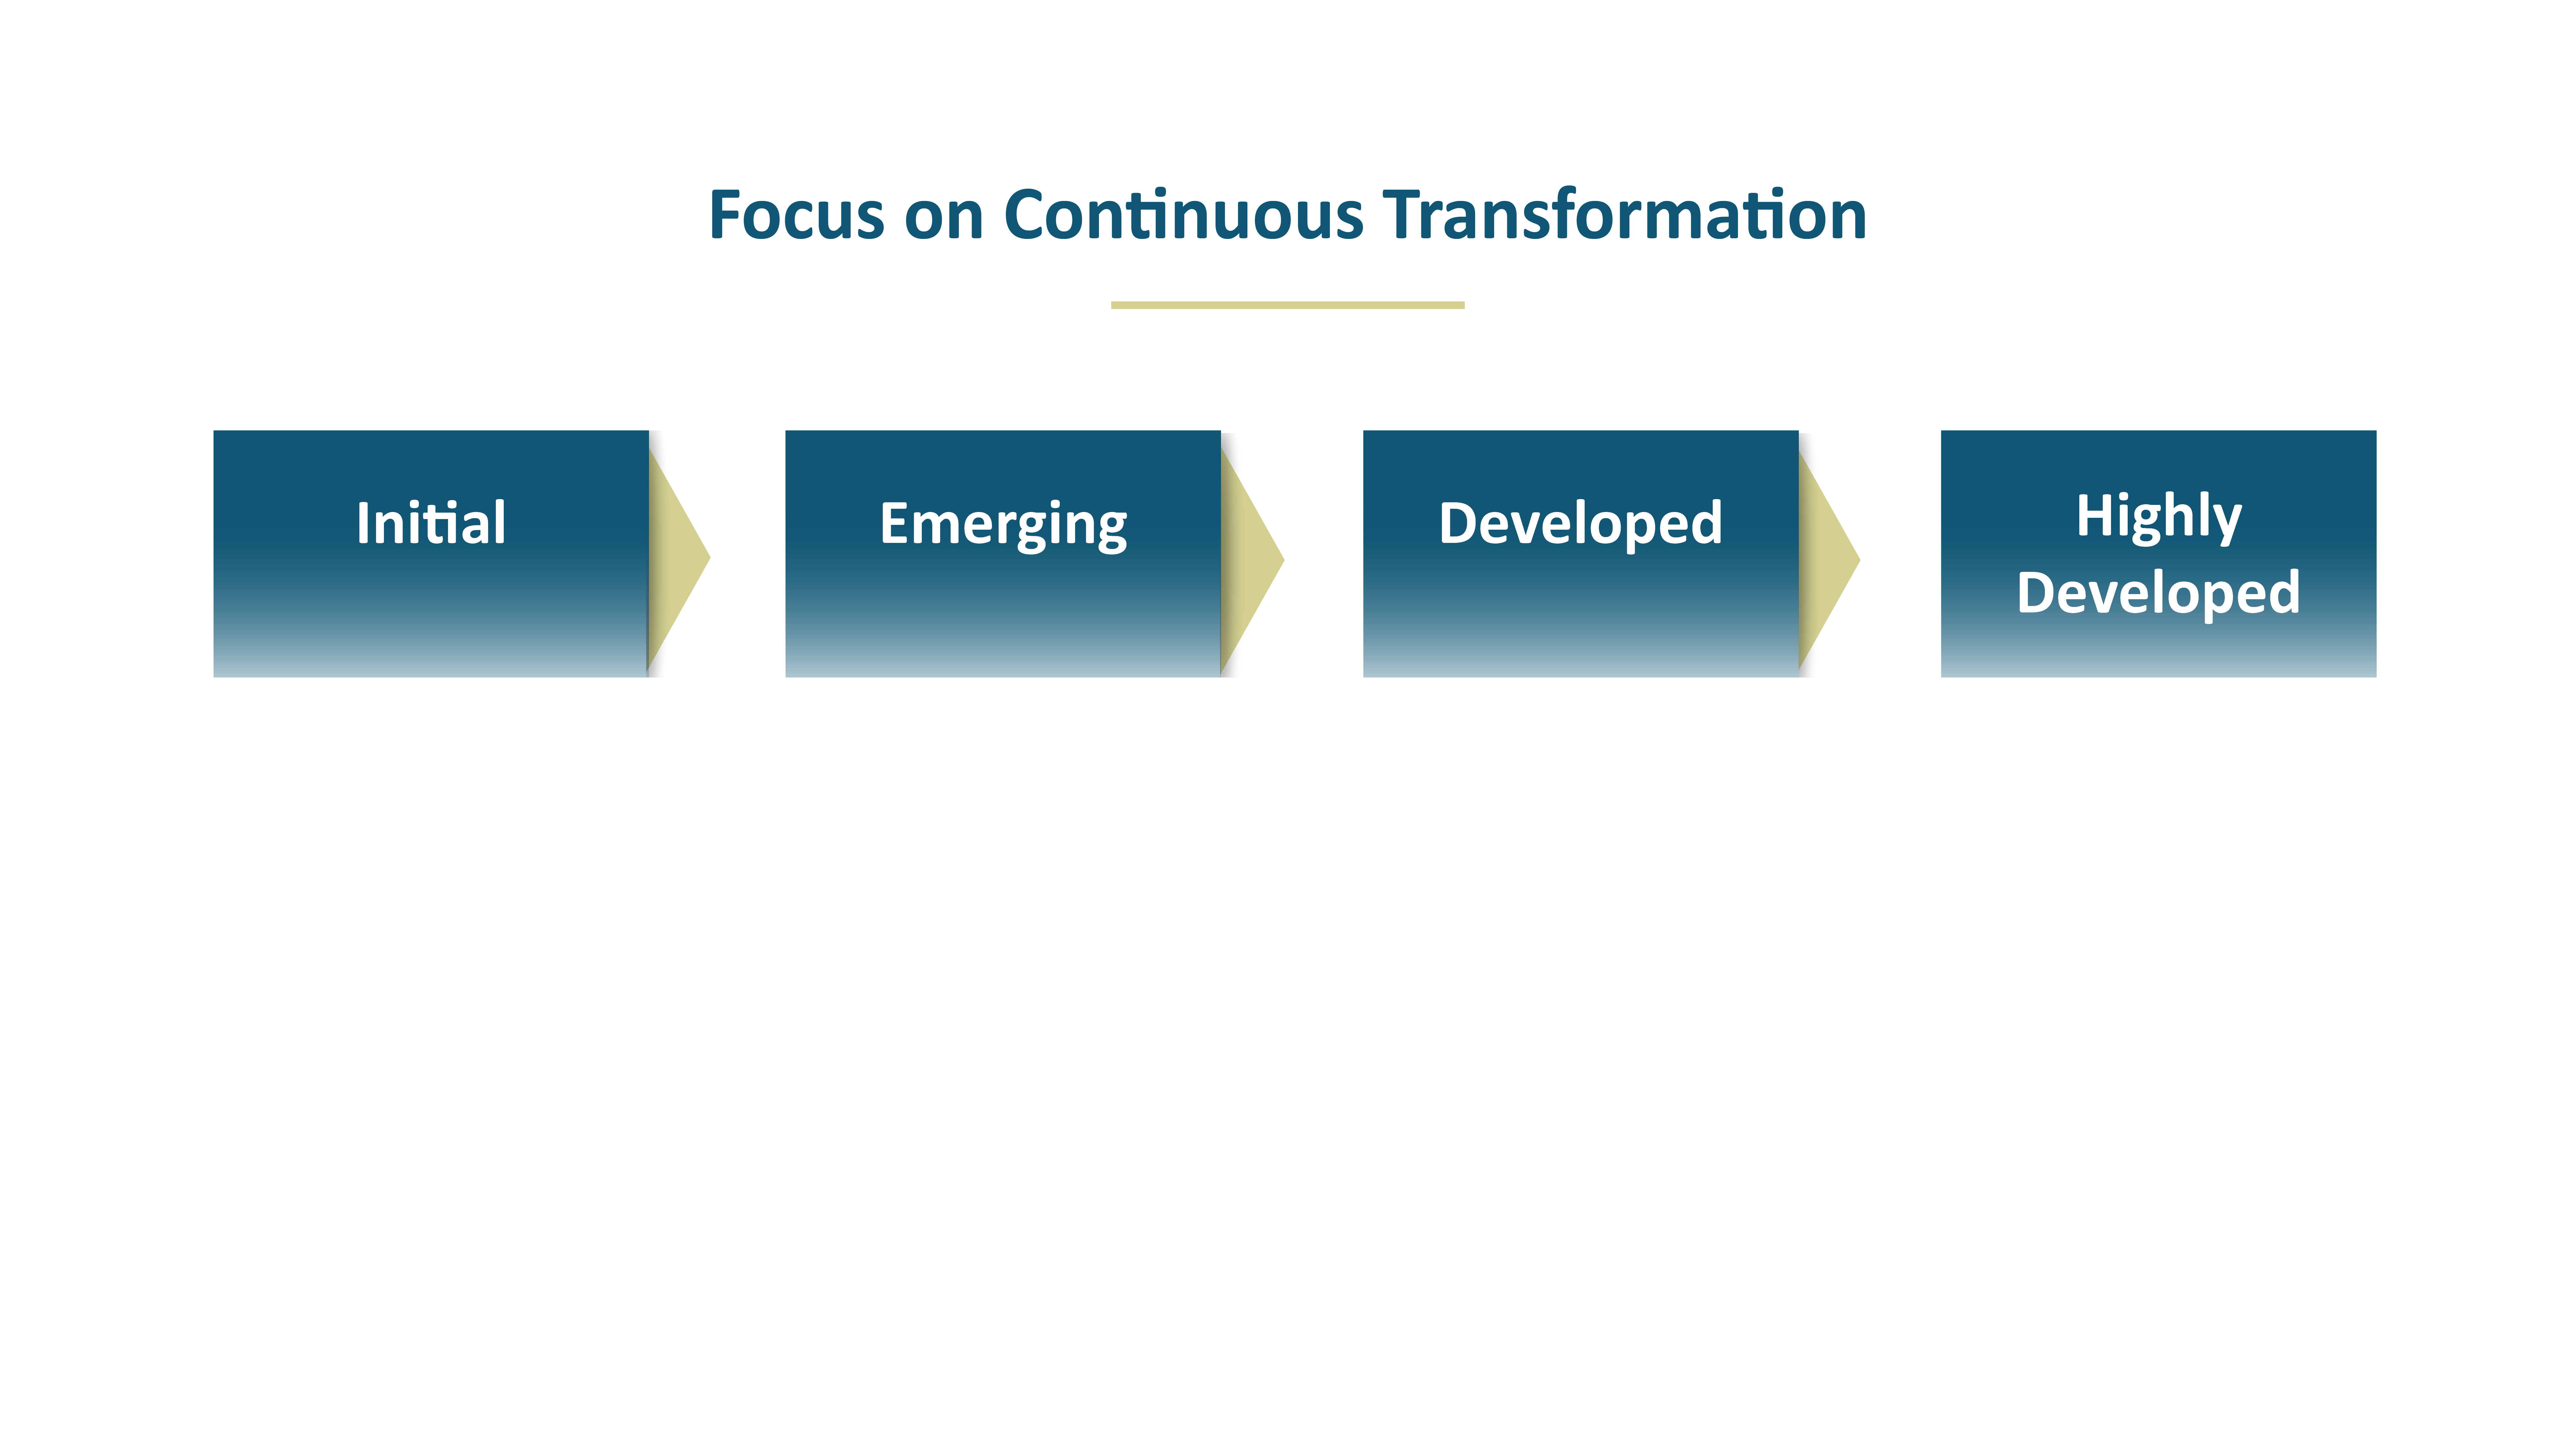 Focus on Continuous Transformation
Initial
Emerging
Developed
Highly
Developed